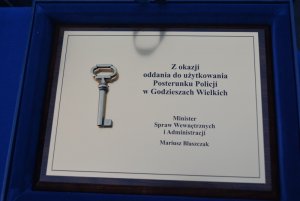 Z okazji
oddania do użytkowania
Posterunku Policji
w Godzieszach Wielkich
Minister
Spraw Wewnętrznych
i Administracji
Mariusz Błaszczak